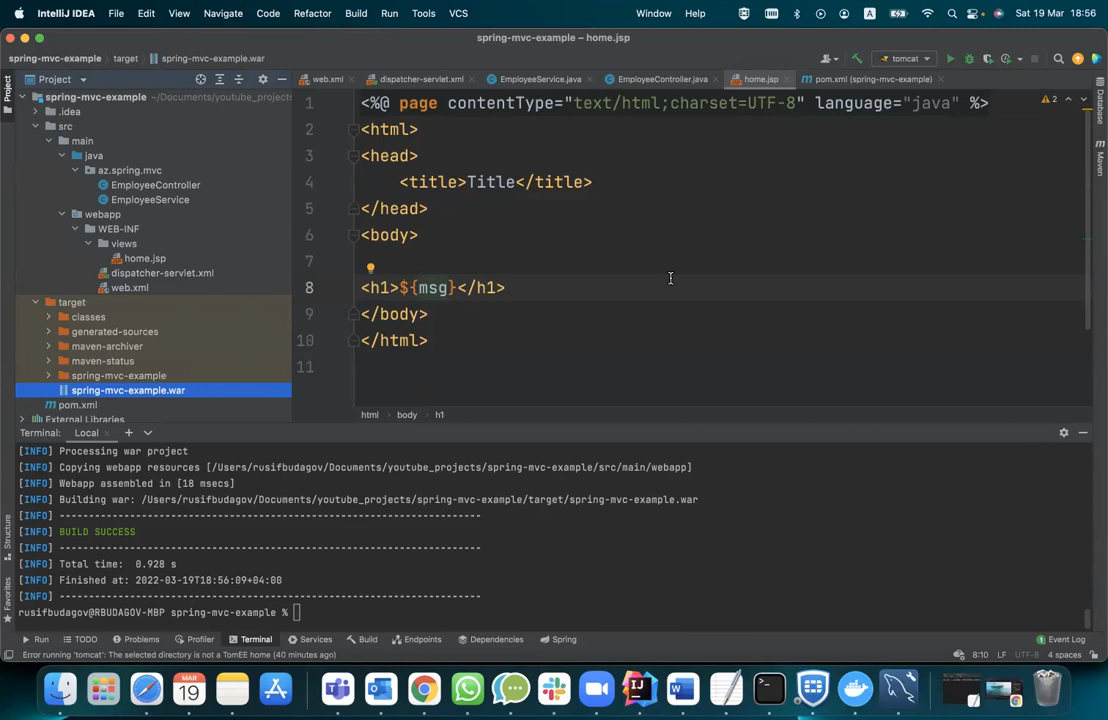 IntelliJ IDEA File Edit View Navigate Code Refactor Build Run Tools VCS Window Help A Sat 19 Mar 18:56
spring-mvc-example – home.jsp
spring-mvc-example target spring-mvc-example.war tomcat
Project web.xml dispatcher-servlet.xml EmployeeService.java EmployeeController.java home.jsp pom.xml (spring-mvc-example)
spring-mvc-example ~/Documents/youtube_projects
.idea
src
main
java
az.spring.mvc
EmployeeController
EmployeeService
webapp
WEB-INF
views
home.jsp
dispatcher-servlet.xml
web.xml
target
classes
generated-sources
maven-archiver
maven-status
spring-mvc-example
spring-mvc-example.war
pom.xml
External Libraries
1 <%@ page contentType="text/html;charset=UTF-8" language="java" %>
2 <html>
3 <head>
4 <title>Title</title>
5 </head>
6 <body>
7
8 <h1>${msg}</h1>
9 </body>
10 </html>
11
2
html body h1
Project
Structure
Favorites
Database
Maven
Terminal: Local
[INFO] Processing war project
[INFO] Copying webapp resources [/Users/rusifbudagov/Documents/youtube_projects/spring-mvc-example/src/main/webapp]
[INFO] Webapp assembled in [18 msecs]
[INFO] Building war: /Users/rusifbudagov/Documents/youtube_projects/spring-mvc-example/target/spring-mvc-example.war
[INFO] ------------------------------------------------------------------------
[INFO] BUILD SUCCESS
[INFO] ------------------------------------------------------------------------
[INFO] Total time:  0.928 s
[INFO] Finished at: 2022-03-19T18:56:09+04:00
[INFO] ------------------------------------------------------------------------
rusifbudagov@RBUDAGOV-MBP spring-mvc-example %
Run TODO Problems Profiler Terminal Services Build Endpoints Dependencies Spring 1 Event Log
Error running 'tomcat': The selected directory is not a TomEE home (40 minutes ago) 8:10 LF UTF-8 4 spaces
MAR
19